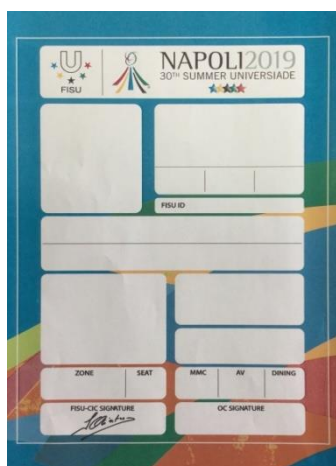 U
FISU
NAPOLI2019
30TH SUMMER UNIVERSIADE
FISU ID
ZONE
SEAT
MMC
AV
DINING
FISU-CIC SIGNATURE
OC SIGNATURE